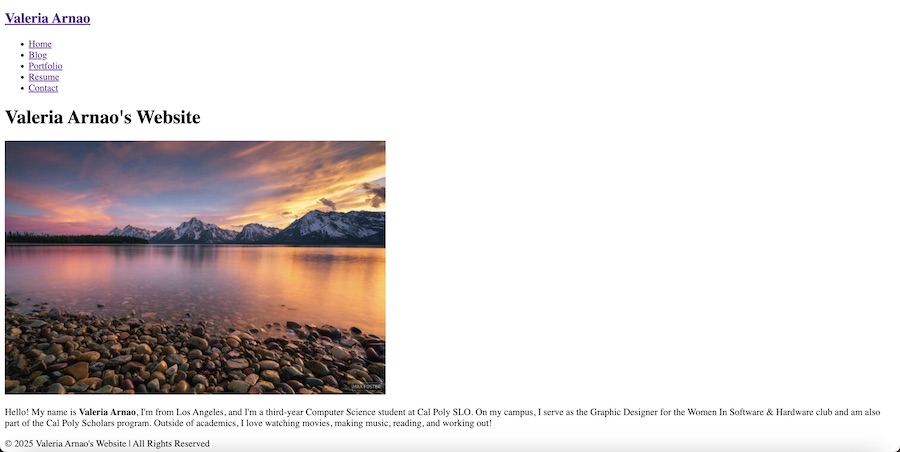 Valeria Arnao
Home
Blog
Portfolio
Resume
Contact
Valeria Arnao's Website
MAX FOSTER
Hello! My name is Valeria Arnao, I'm from Los Angeles, and I'm a third-year Computer Science student at Cal Poly SLO. On my campus, I serve as the Graphic Designer for the Women In Software & Hardware club and am also
part of the Cal Poly Scholars program. Outside of academics, I love watching movies, making music, reading, and working out!
© 2025 Valeria Arnao's Website | All Rights Reserved